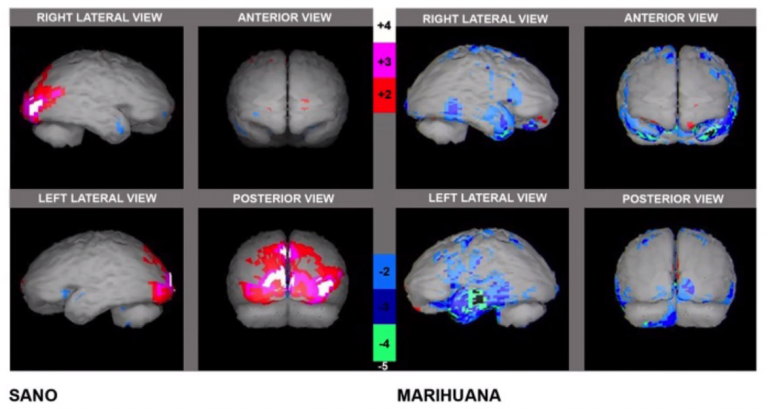 RIGHT LATERAL VIEW
ANTERIOR VIEW
+4
+3
+2
RIGHT LATERAL VIEW
ANTERIOR VIEW
LEFT LATERAL VIEW
POSTERIOR VIEW
-2
-3
-4
-5
LEFT LATERAL VIEW
POSTERIOR VIEW
SANO
MARIHUANA